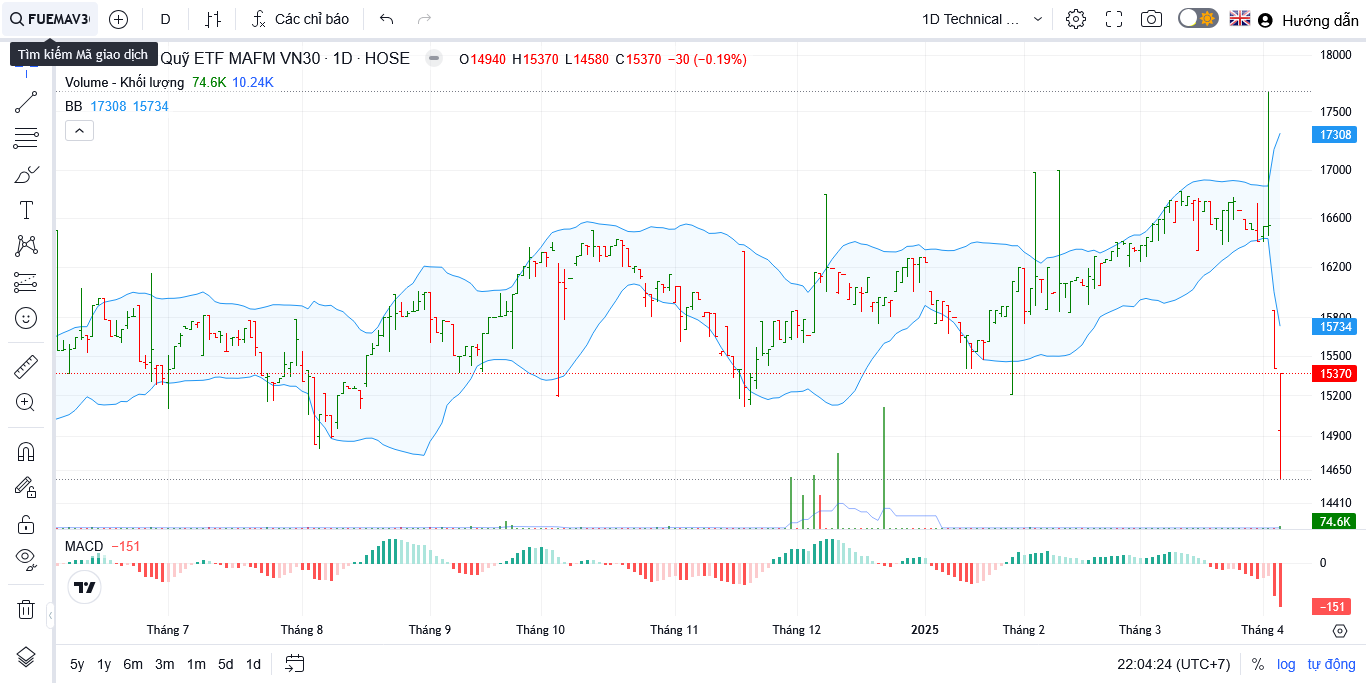 FUEMAV3 D Các chỉ báo 1D Technical ... Hướng dẫn
Tìm kiếm Mã giao dịch
Quỹ ETF MAFM VN30 · 1D · HOSE O14940 H15370 L14580 C15370 −30 (−0.19%)
Volume - Khối lượng 74.6K 10.24K
BB 17308 15734
18000
17500
17308
17000
16600
16200
15800
15734
15500
15370
15200
14900
14650
14410
74.6K
MACD −151
0
−151
Tháng 7 Tháng 8 Tháng 9 Tháng 10 Tháng 11 Tháng 12 2025 Tháng 2 Tháng 3 Tháng 4
5y 1y 6m 3m 1m 5d 1d 22:04:24 (UTC+7) % log tự động